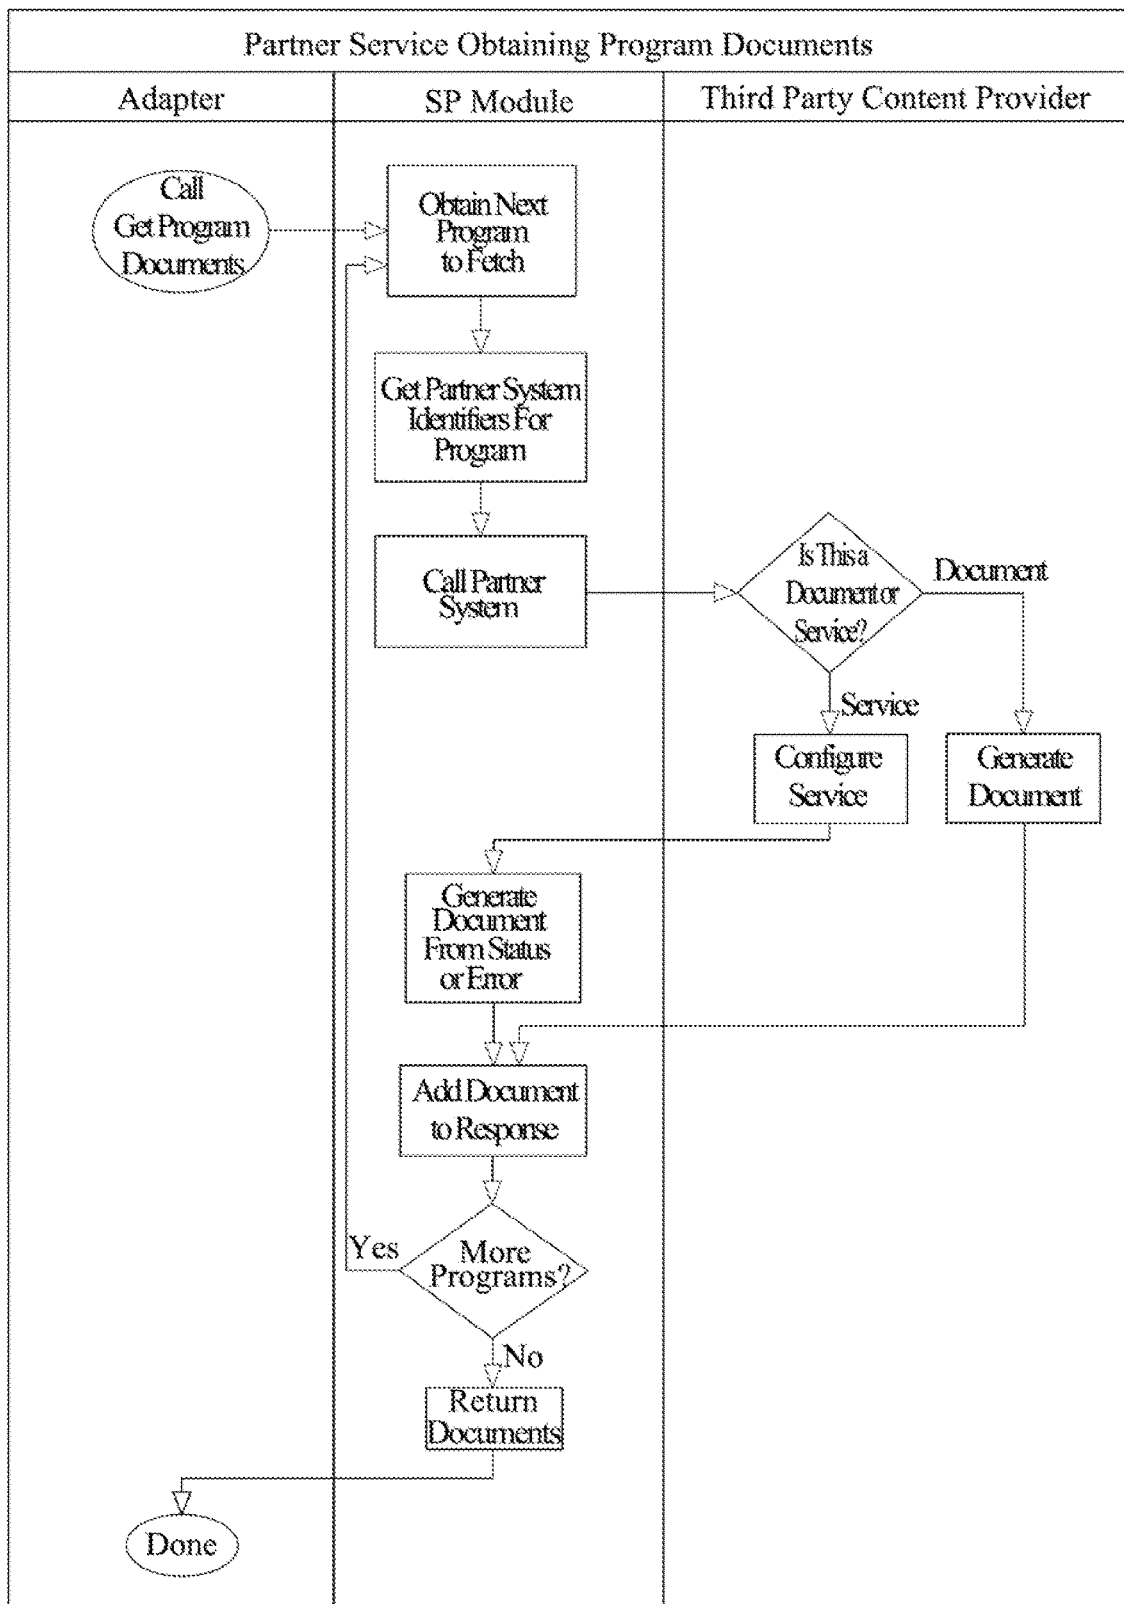 Partner Service Obtaining Program Documents
Adapter
SP Module
Third Party Content Provider
Call
Get Program
Documents
Obtain Next
Program
to Fetch
Get Partner System
Identifiers For
Program
Call Partner
System
Is This a
Document or
Service?
Document
Service
Configure
Service
Generate
Document
Generate
Document
From Status
or Error
Add Document
to Response
More
Programs?
Yes
No
Return
Documents
Done